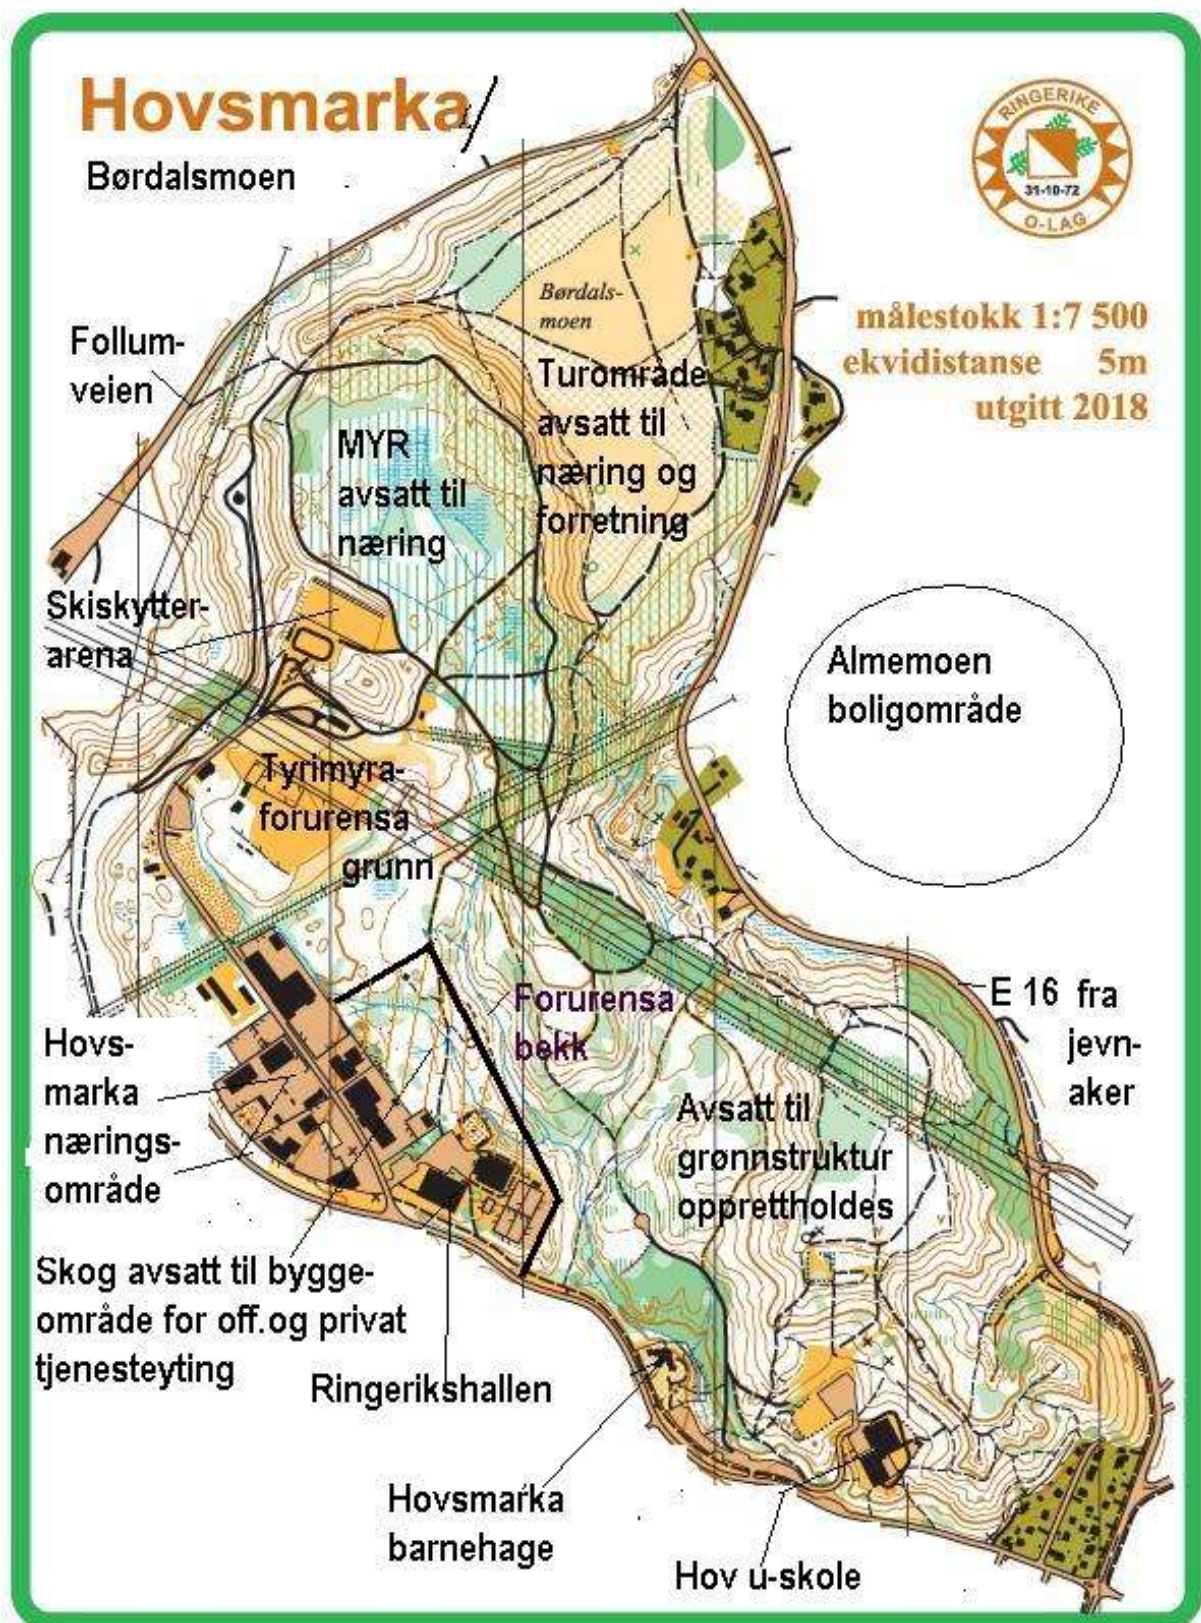 Hovsmarka/
Børdalsmoen
RINGERIKE
31-10-72
O-LAG
målestokk 1:7 500
ekvidistanse 5m
utgitt 2018
Børdals-
moen
Follum-
veien
Turområde
avsatt til
næring og
forretning
MYR
avsatt til
næring
Skiskytter-
arena
Almemoen
boligområde
Tyrimyra-
forurensa
grunn
Forurensa
bekk
E 16 fra
jevn-
aker
Hovs-
marka
nærings-
område
Avsatt til
grønnstruktur
opprettholdes
Skog avsatt til bygge-
område for off.og privat
tjenesteyting
Ringerikshallen
Hovsmarka
barnehage
Hov u-skole